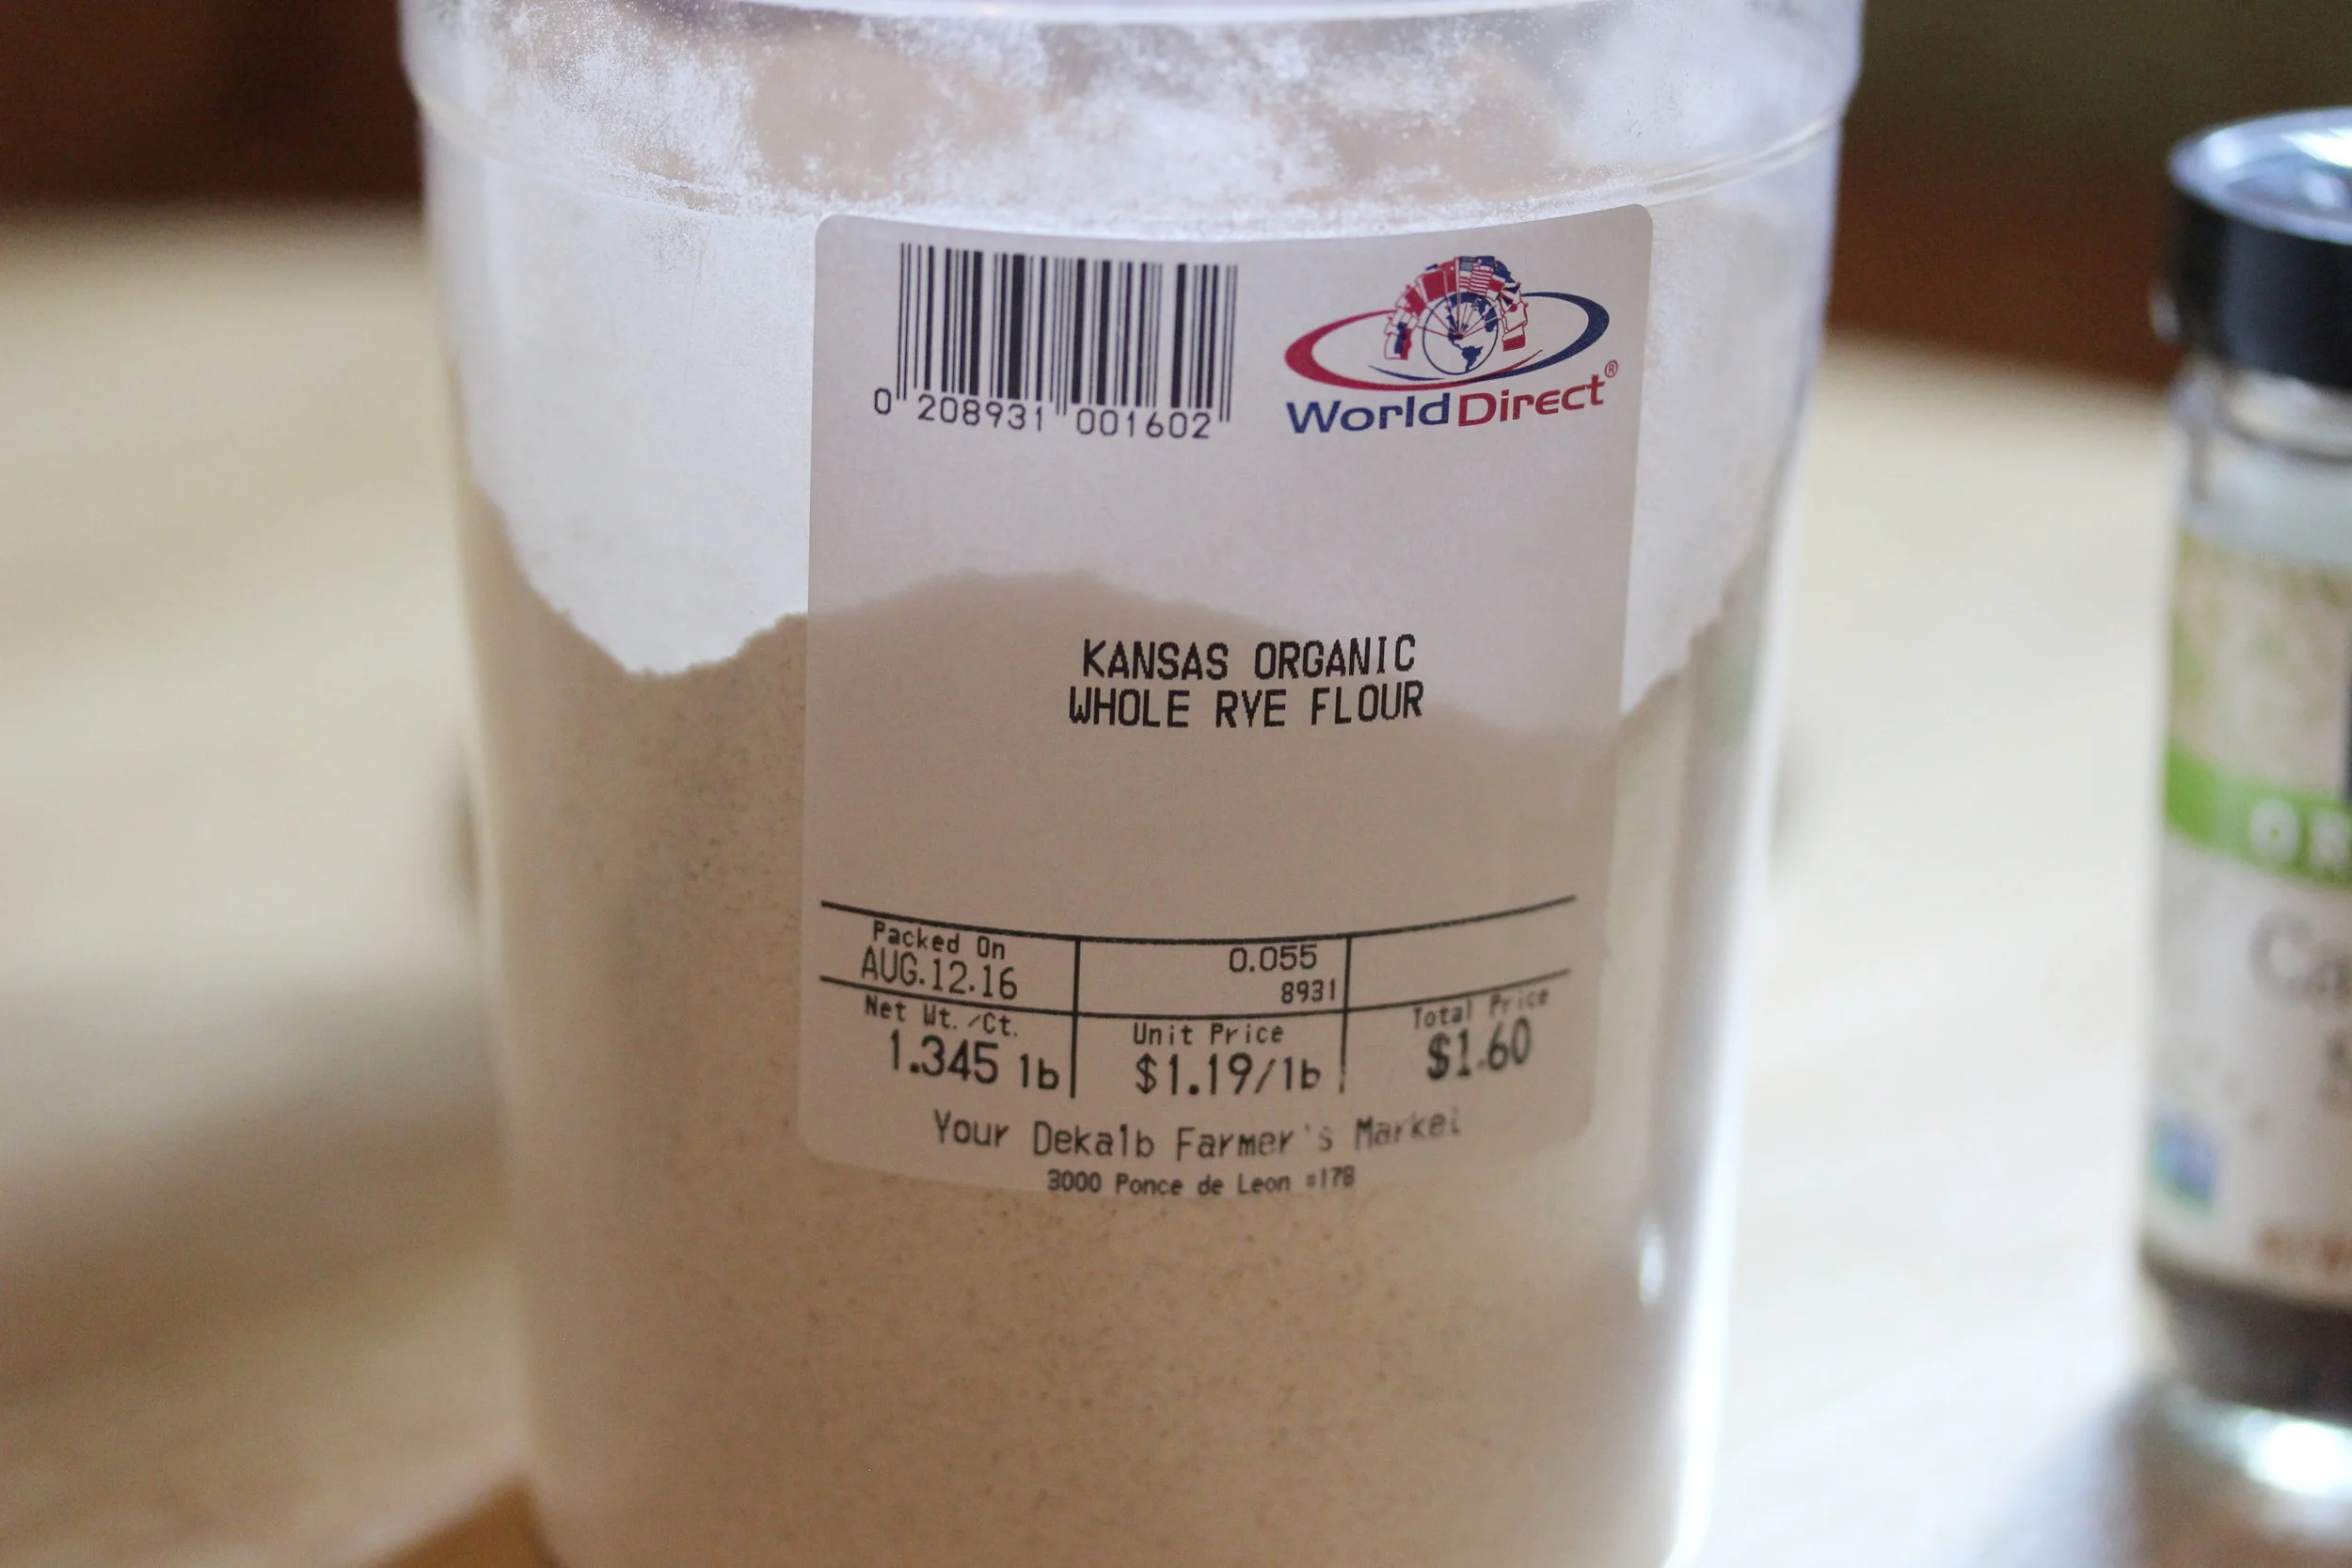 0 208931 001602
WorldDirect®
KANSAS ORGANIC
WHOLE RYE FLOUR
Packed On
AUG.12.16
0.055
8931
Net Wt./Ct.
1.345 lb
Unit Price
$1.19/lb
Total Price
$1.60
Your Dekalb Farmer's Market
3000 Ponce de Leon #178